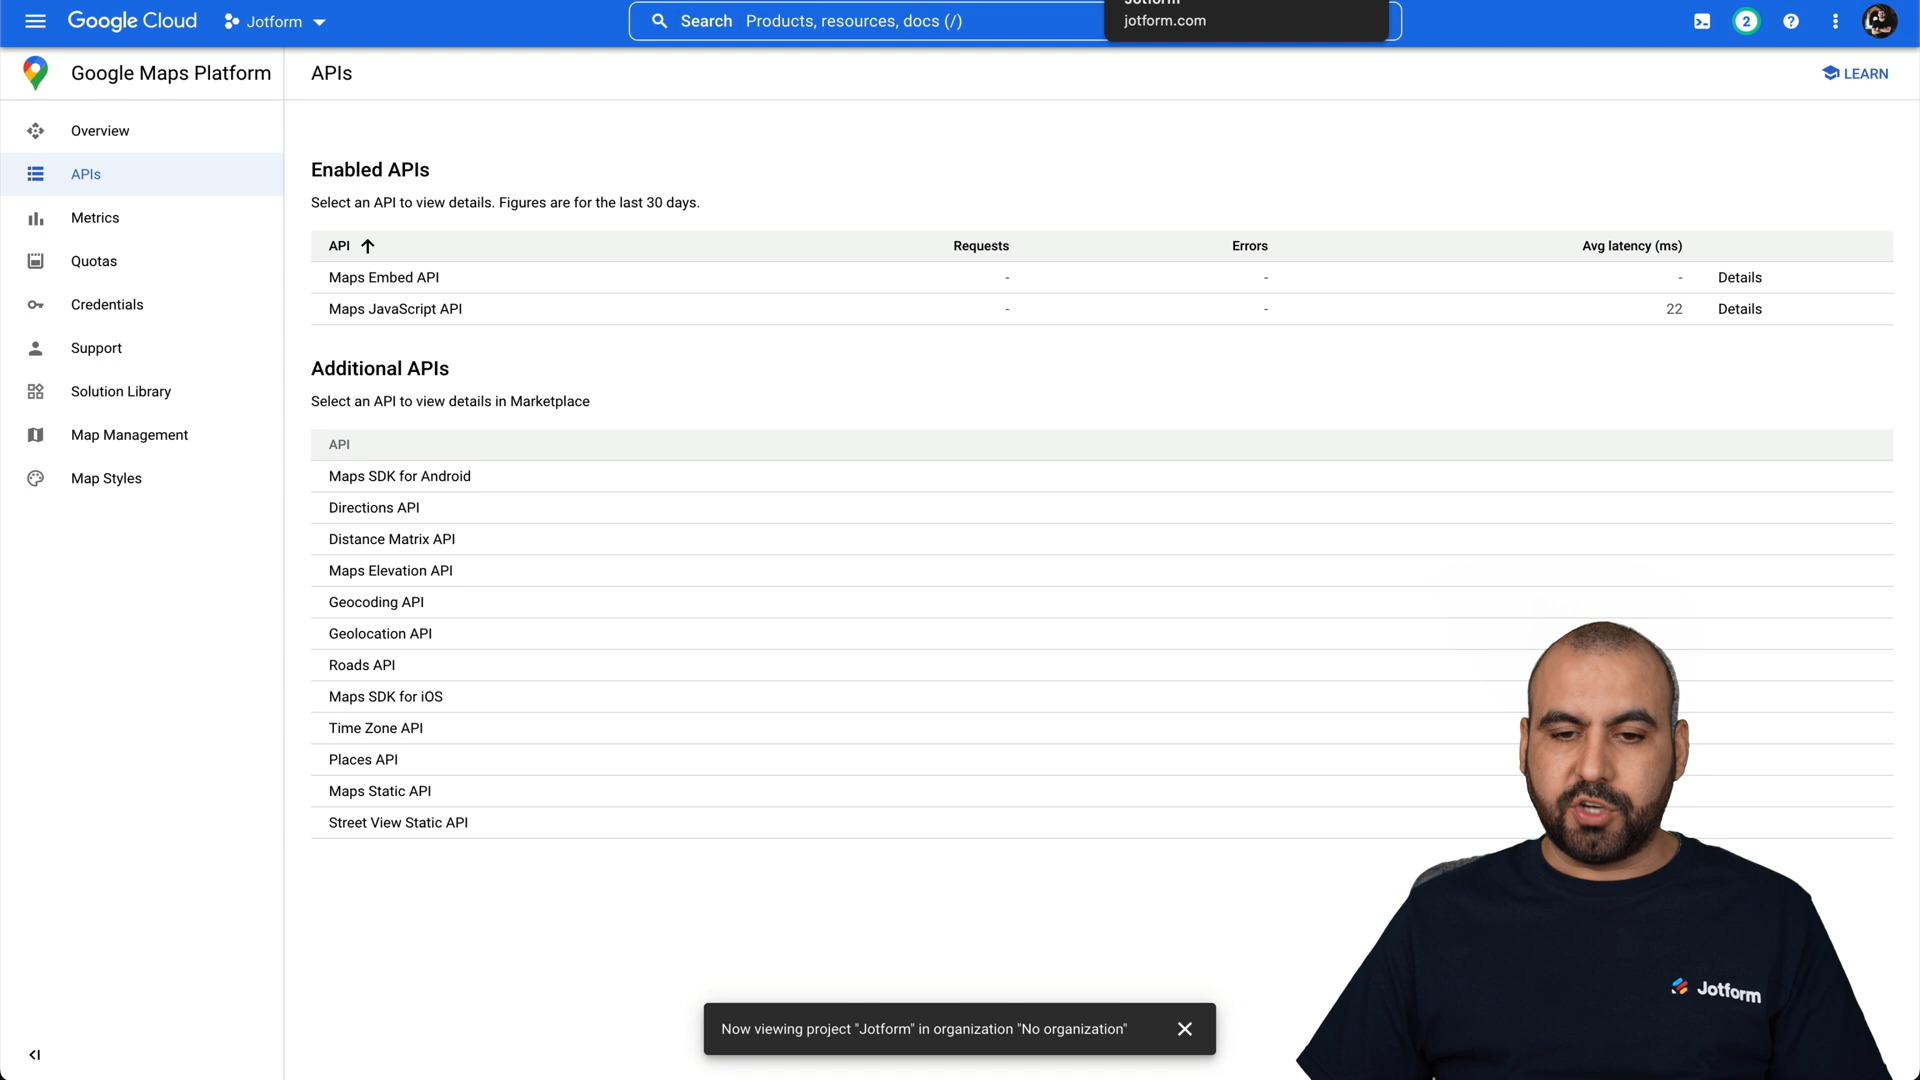 Google Cloud
Jotform
Search Products, resources, docs (/)
jotform.com
2
Google Maps Platform
APIs
LEARN
Overview
APIs
Metrics
Quotas
Credentials
Support
Solution Library
Map Management
Map Styles
Enabled APIs
Select an API to view details. Figures are for the last 30 days.
API Requests Errors Avg latency (ms)
Maps Embed API - - - Details
Maps JavaScript API - - 22 Details
Additional APIs
Select an API to view details in Marketplace
API
Maps SDK for Android
Directions API
Distance Matrix API
Maps Elevation API
Geocoding API
Geolocation API
Roads API
Maps SDK for iOS
Time Zone API
Places API
Maps Static API
Street View Static API
Jotform
Now viewing project "Jotform" in organization "No organization"